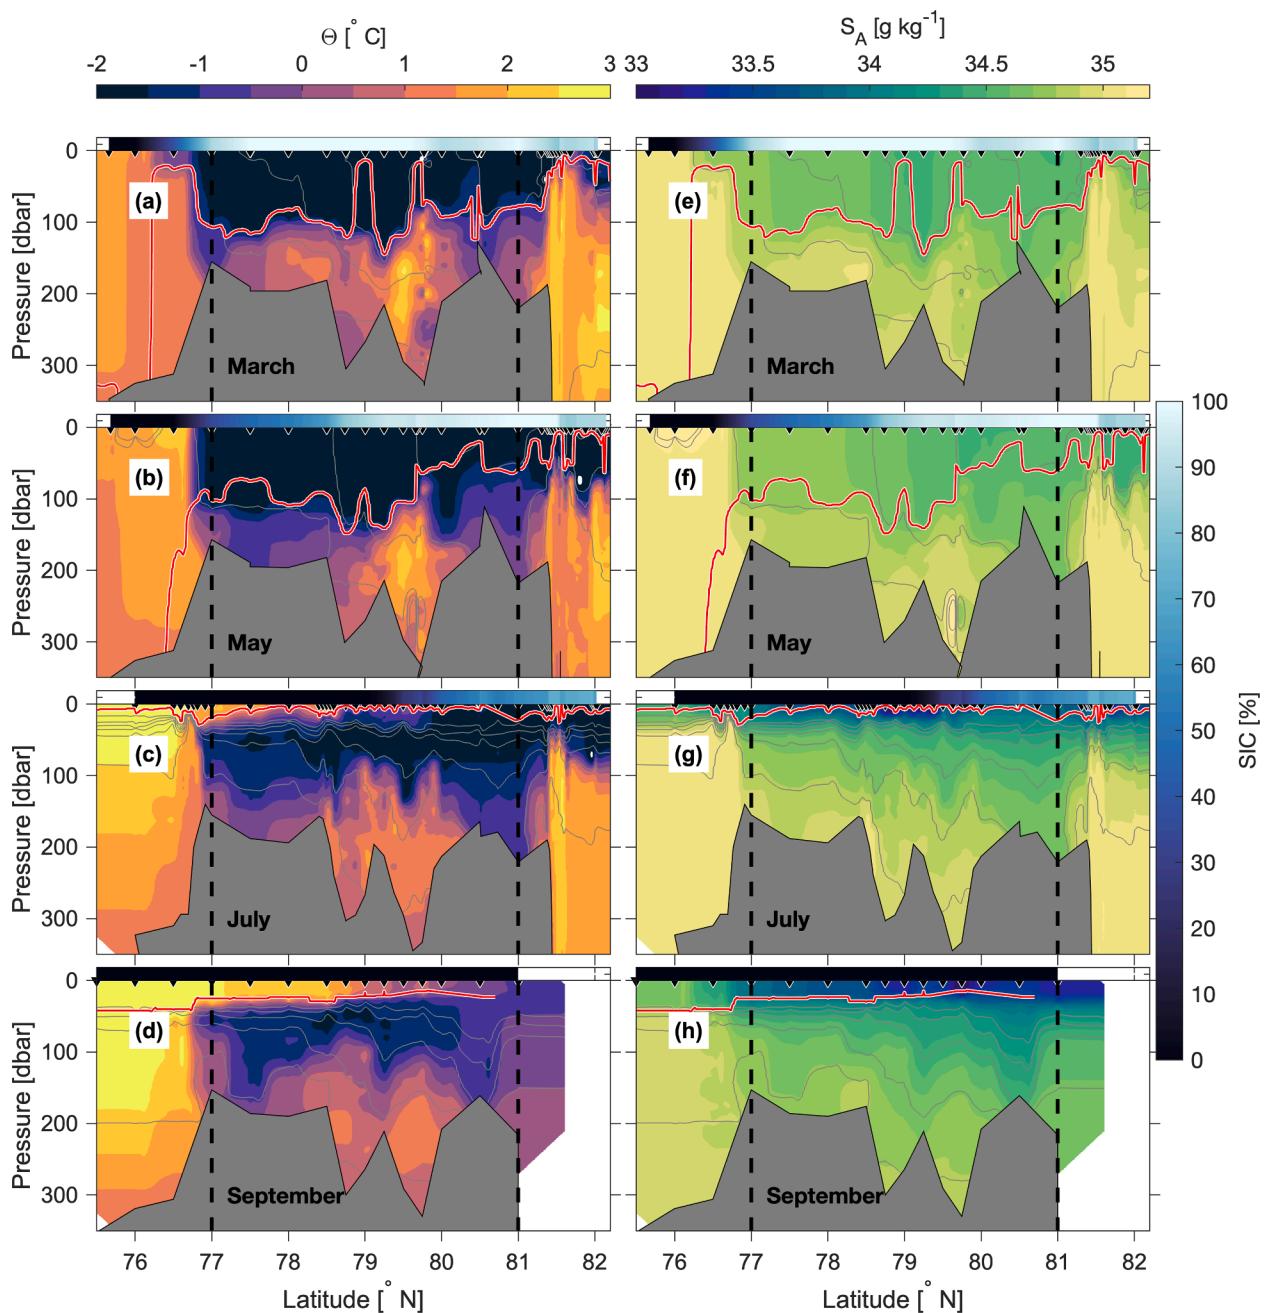 Θ [° C]
-2 -1 0 1 2 3
S_A [g kg⁻¹]
33 33.5 34 34.5 35
Pressure [dbar]
0
100
200
300
(a)
March
(e)
March
Pressure [dbar]
0
100
200
300
(b)
May
(f)
May
Pressure [dbar]
0
100
200
300
(c)
July
(g)
July
Pressure [dbar]
0
100
200
300
(d)
September
(h)
September
76 77 78 79 80 81 82
Latitude [° N]
76 77 78 79 80 81 82
Latitude [° N]
100
90
80
70
60
50
40
30
20
10
0
SIC [%]